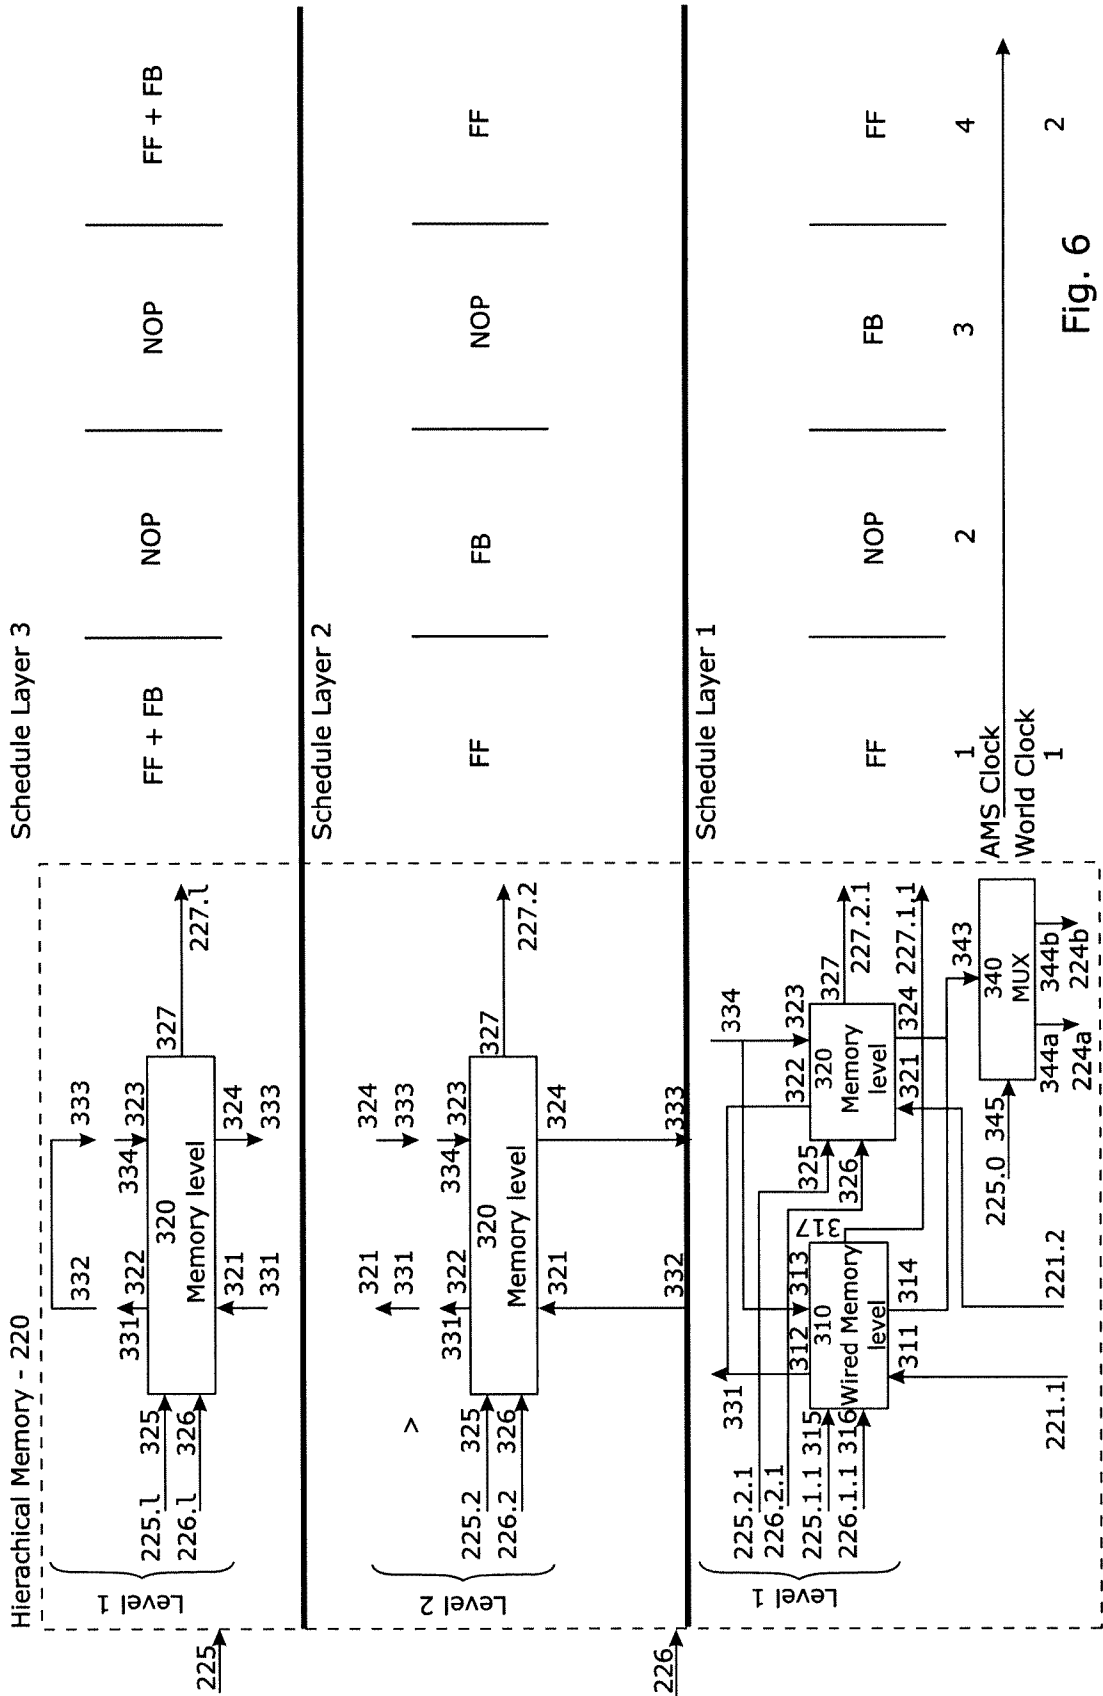 Hierachical Memory - 220
Schedule Layer 3
Level 1
225
225.l
325
226.l
326
332
333
331
322
334
323
320
Memory level
321
331
324
333
327
227.l
FF + FB
NOP
NOP
FF + FB
Schedule Layer 2
Level 2
226
225.2
325
226.2
326
V
321
331
324
333
331
322
334
323
320
Memory level
321
324
332
333
327
227.2
FF
FB
NOP
FF
Schedule Layer 1
Level 1
225.2.1
226.2.1
225.1.1 315
226.1.1 316
331
334
312
313
317
310
Wired Memory
level
311
314
325
326
322
323
320
Memory
level
321
324
327
227.2.1
227.1.1
343
340
MUX
225.0 345
344a
344b
224a
224b
221.1
221.2
FF
NOP
FB
FF
1
2
3
4
AMS Clock
World Clock
1
2
Fig. 6